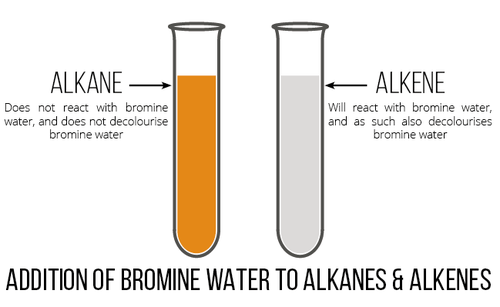 ALKANE
Does not react with bromine
water, and does not decolourise
bromine water
ALKENE
Will react with bromine water,
and as such also decolourises
bromine water
ADDITION OF BROMINE WATER TO ALKANES & ALKENES